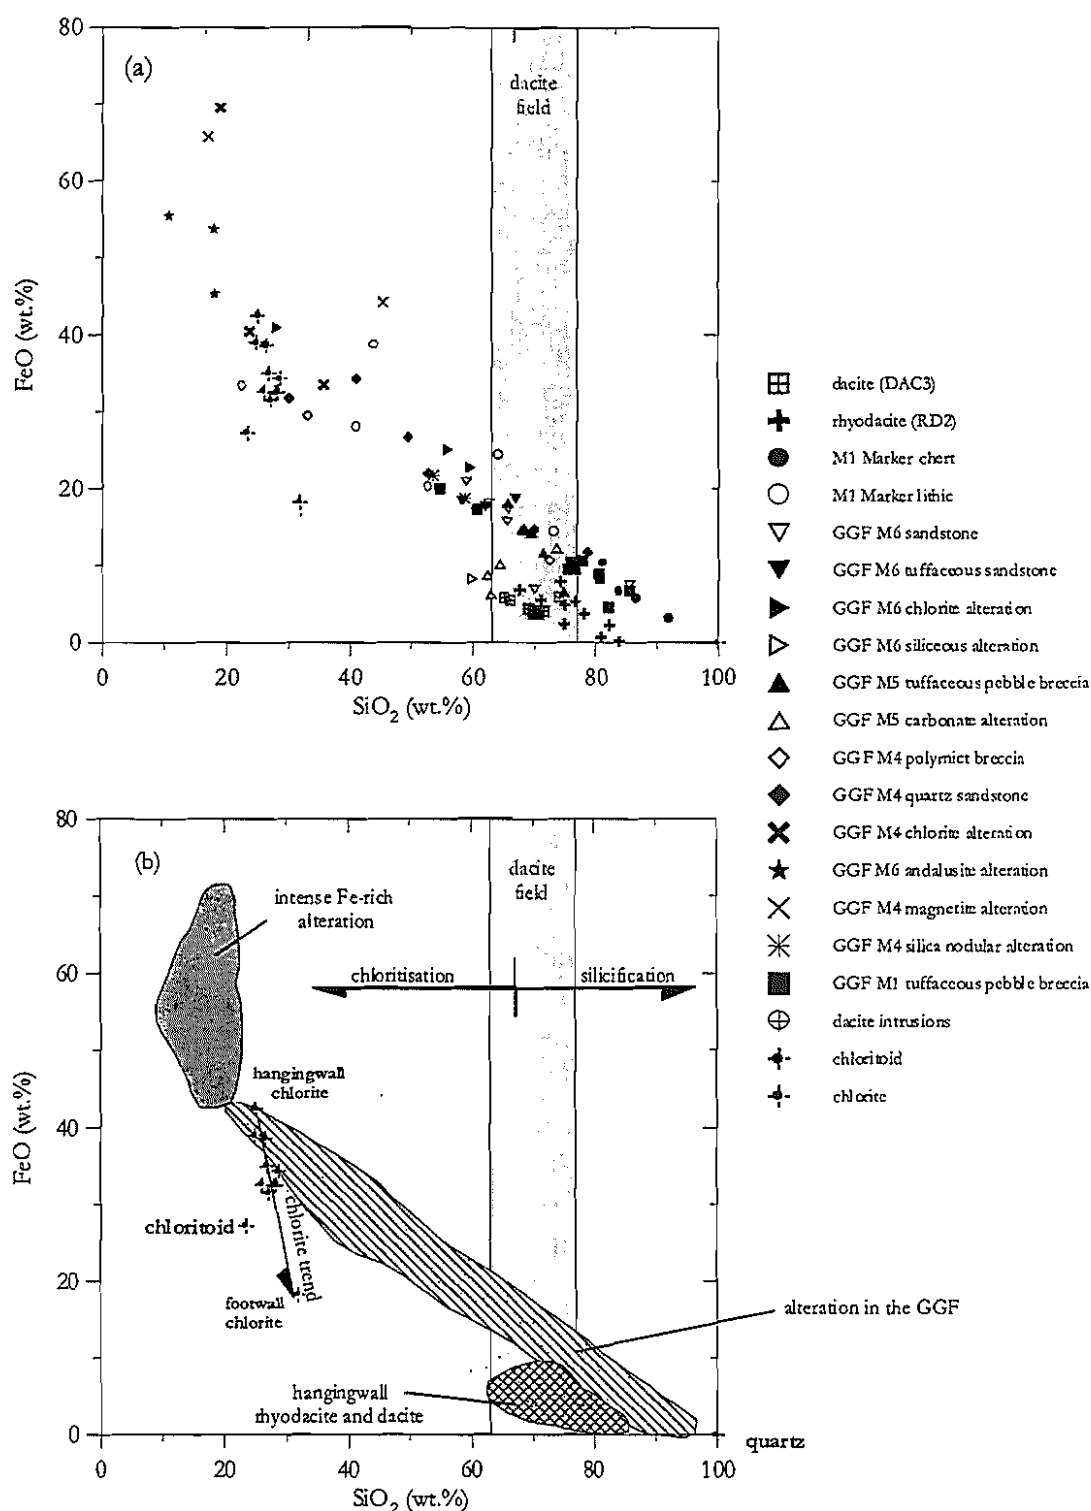 80
(a)
dacite
field
60
40
20
0
FeO (wt.%)
0 20 40 60 80 100
SiO2 (wt.%)
dacite (DAC3)
rhyodacite (RD2)
M1 Marker chert
M1 Marker lithic
GGF M6 sandstone
GGF M6 tuffaceous sandstone
GGF M6 chlorite alteration
GGF M6 siliceous alteration
GGF M5 tuffaceous pebble breccia
GGF M5 carbonate alteration
GGF M4 polymict breccia
GGF M4 quartz sandstone
GGF M4 chlorite alteration
GGF M6 andalusite alteration
GGF M4 magnetite alteration
GGF M4 silica nodular alteration
GGF M1 tuffaceous pebble breccia
dacite intrusions
chloritoid
chlorite
80
(b)
dacite
field
intense Fe-rich
alteration
chloritisation
silicification
60
hangingwall
chlorite
40
FeO (wt.%)
chloritoid
chlorite trend
footwall
chlorite
20
alteration in the GGF
hangingwall
rhyodacite and dacite
0
quartz
0 20 40 60 80 100
SiO2 (wt.%)